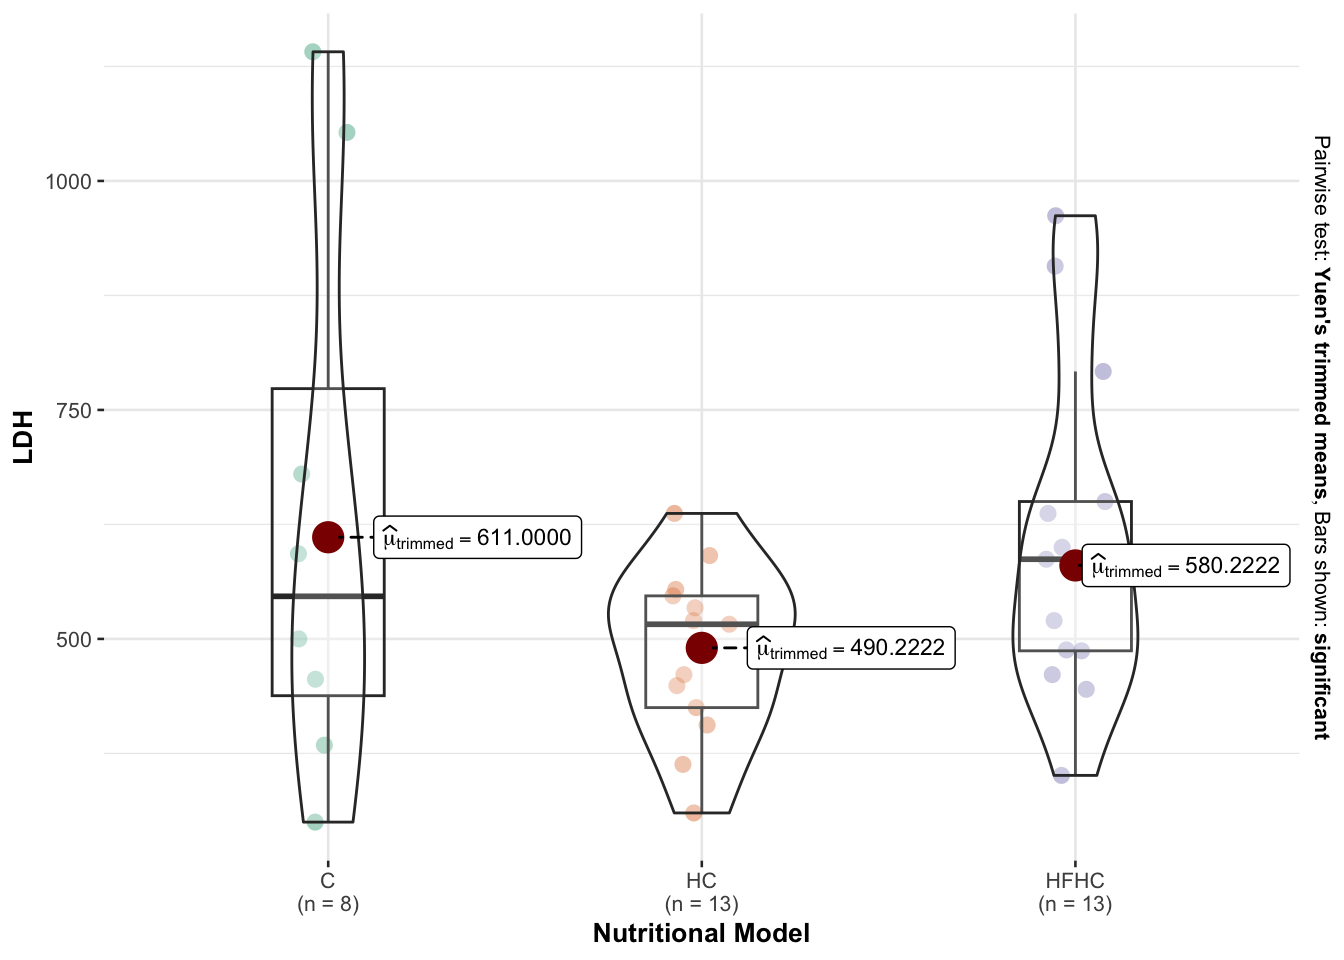 1000
750
500
LDH
μ̂trimmed = 611.0000
μ̂trimmed = 490.2222
μ̂trimmed = 580.2222
C
(n = 8)
HC
(n = 13)
HFHC
(n = 13)
Nutritional Model
Pairwise test: Yuen's trimmed means, Bars shown: significant